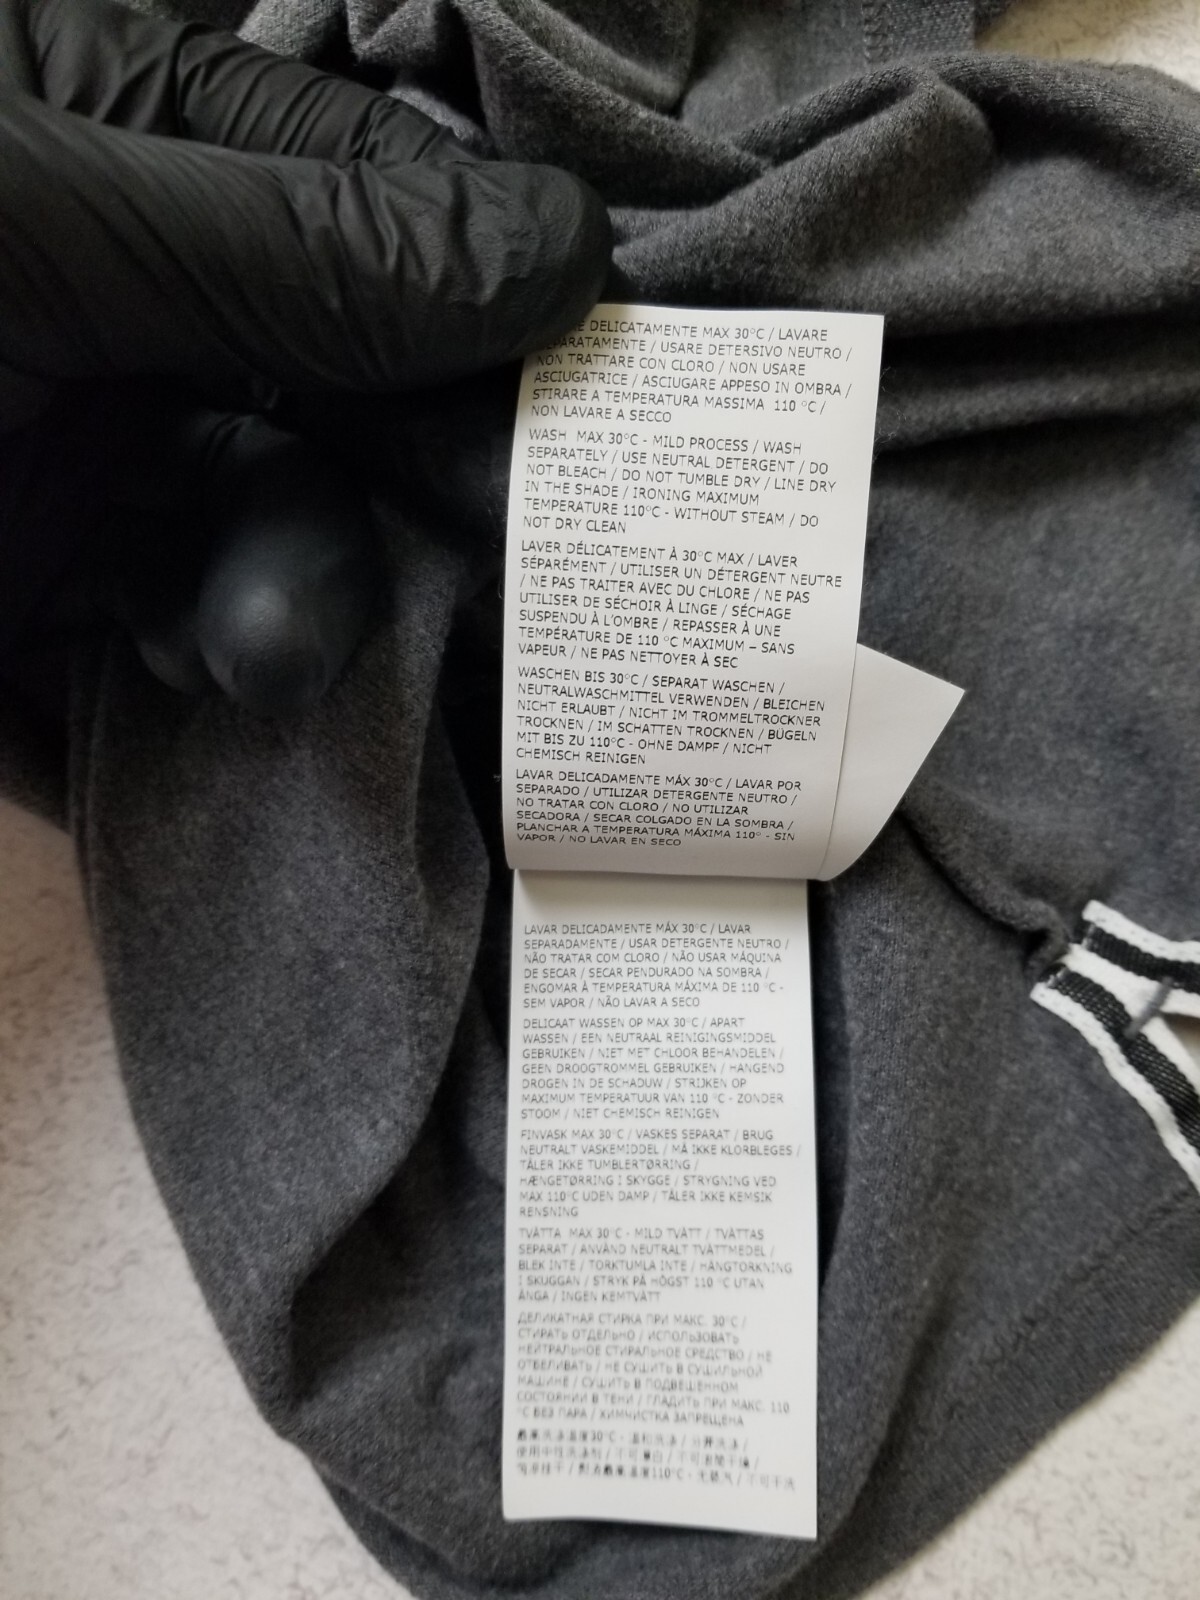 DELICATAMENTE MAX 30°C / LAVARE
SEPARATAMENTE / USARE DETERSIVO NEUTRO /
NON TRATTARE CON CLORO / NON USARE
ASCIUGATRICE / ASCIUGARE APPESO IN OMBRA /
STIRARE A TEMPERATURA MASSIMA 110 °C /
NON LAVARE A SECCO
WASH MAX 30°C - MILD PROCESS / WASH
SEPARATELY / USE NEUTRAL DETERGENT / DO
NOT BLEACH / DO NOT TUMBLE DRY / LINE DRY
IN THE SHADE / IRONING MAXIMUM
TEMPERATURE 110°C - WITHOUT STEAM / DO
NOT DRY CLEAN
LAVER DÉLICATEMENT À 30°C MAX / LAVER
SÉPARÉMENT / UTILISER UN DÉTERGENT NEUTRE
/ NE PAS TRAITER AVEC DU CHLORE / NE PAS
UTILISER DE SÉCHOIR À LINGE / SÉCHAGE
SUSPENDU À L'OMBRE / REPASSER À UNE
TEMPÉRATURE DE 110 °C MAXIMUM – SANS
VAPEUR / NE PAS NETTOYER À SEC
WASCHEN BIS 30°C / SEPARAT WASCHEN /
NEUTRALWASCHMITTEL VERWENDEN / BLEICHEN
NICHT ERLAUBT / NICHT IM TROMMELTROCKNER
TROCKNEN / IM SCHATTEN TROCKNEN / BÜGELN
MIT BIS ZU 110°C - OHNE DAMPF / NICHT
CHEMISCH REINIGEN
LAVAR DELICADAMENTE MÁX 30°C / LAVAR POR
SEPARADO / UTILIZAR DETERGENTE NEUTRO /
NO TRATAR CON CLORO / NO UTILIZAR
SECADORA / SECAR COLGADO EN LA SOMBRA /
PLANCHAR A TEMPERATURA MÁXIMA 110° - SIN
VAPOR / NO LAVAR EN SECO
LAVAR DELICADAMENTE MÁX 30°C / LAVAR
SEPARADAMENTE / USAR DETERGENTE NEUTRO /
NÃO TRATAR COM CLORO / NÃO USAR MÁQUINA
DE SECAR / SECAR PENDURADO NA SOMBRA /
ENGOMAR À TEMPERATURA MÁXIMA DE 110 °C -
SEM VAPOR / NÃO LAVAR A SECO
DELICAAT WASSEN OP MAX 30°C / APART
WASSEN / EEN NEUTRAAL REINIGINGSMIDDEL
GEBRUIKEN / NIET MET CHLOOR BEHANDELEN /
GEEN DROOGTROMMEL GEBRUIKEN / HANGEND
DROGEN IN DE SCHADUW / STRIJKEN OP
MAXIMUM TEMPERATUUR VAN 110 °C - ZONDER
STOOM / NIET CHEMISCH REINIGEN
FINVASK MAX 30°C / VASKES SEPARAT / BRUG
NEUTRALT VASKEMIDDEL / MÅ IKKE KLORBLEGES /
TÅLER IKKE TUMBLERTØRRING /
HÆNGETØRRING I SKYGGE / STRYGNING VED
MAX 110°C UDEN DAMP / TÅLER IKKE KEMSIK
RENSNING
TVÄTTA MAX 30°C - MILD TVÄTT / TVÄTTAS
SEPARAT / ANVÄND NEUTRALT TVÄTTMEDEL /
BLEK INTE / TORKTUMLA INTE / HÄNGTORKNING
I SKUGGAN / STRYK PÅ HÖGST 110 °C UTAN
ÅNGA / INGEN KEMTVÄTT
ДЕЛИКАТНАЯ СТИРКА ПРИ МАКС. 30°C /
СТИРАТЬ ОТДЕЛЬНО / ИСПОЛЬЗОВАТЬ
НЕЙТРАЛЬНОЕ СТИРАЛЬНОЕ СРЕДСТВО / НЕ
ОТБЕЛИВАТЬ / НЕ СУШИТЬ В СУШИЛЬНОЙ
МАШИНЕ / СУШИТЬ В ПОДВЕШЕННОМ
СОСТОЯНИИ В ТЕНИ / ГЛАДИТЬ ПРИ МАКС. 110
°C БЕЗ ПАРА / ХИМЧИСТКА ЗАПРЕЩЕНА
30°C
110°C